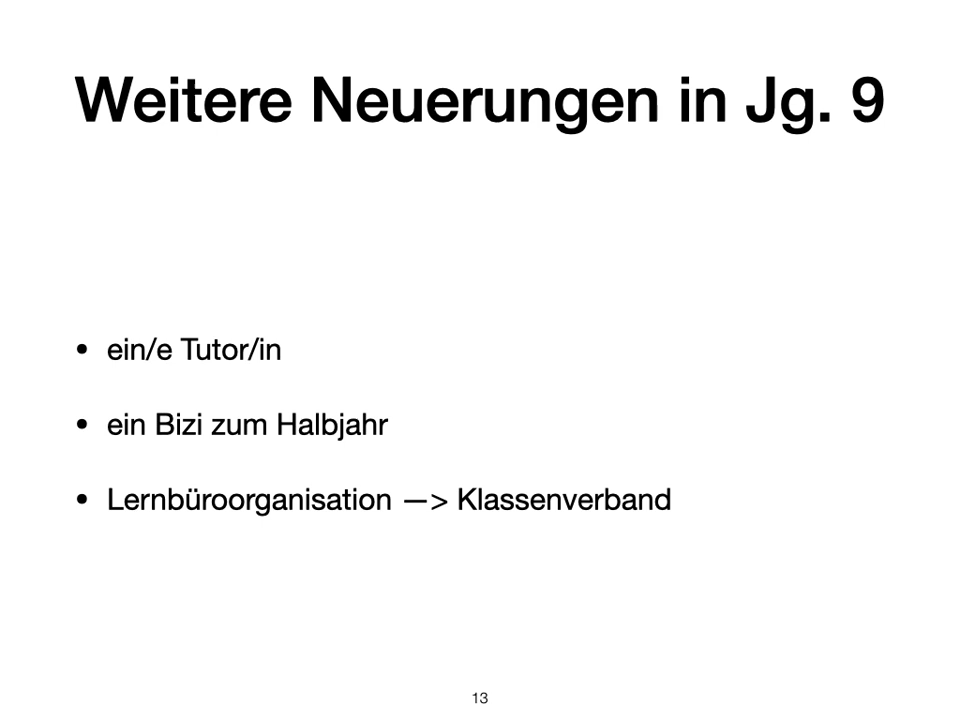 Weitere Neuerungen in Jg. 9
• ein/e Tutor/in
• ein Bizi zum Halbjahr
• Lernbüroorganisation —> Klassenverband
13